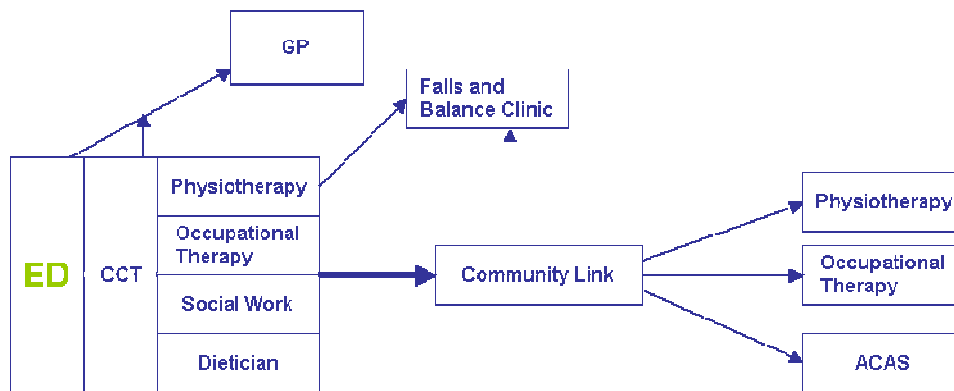 GP
Falls and
Balance Clinic
Physiotherapy
Occupational
Therapy
ED
CCT
Social Work
Dietician
Community Link
Physiotherapy
Occupational
Therapy
ACAS